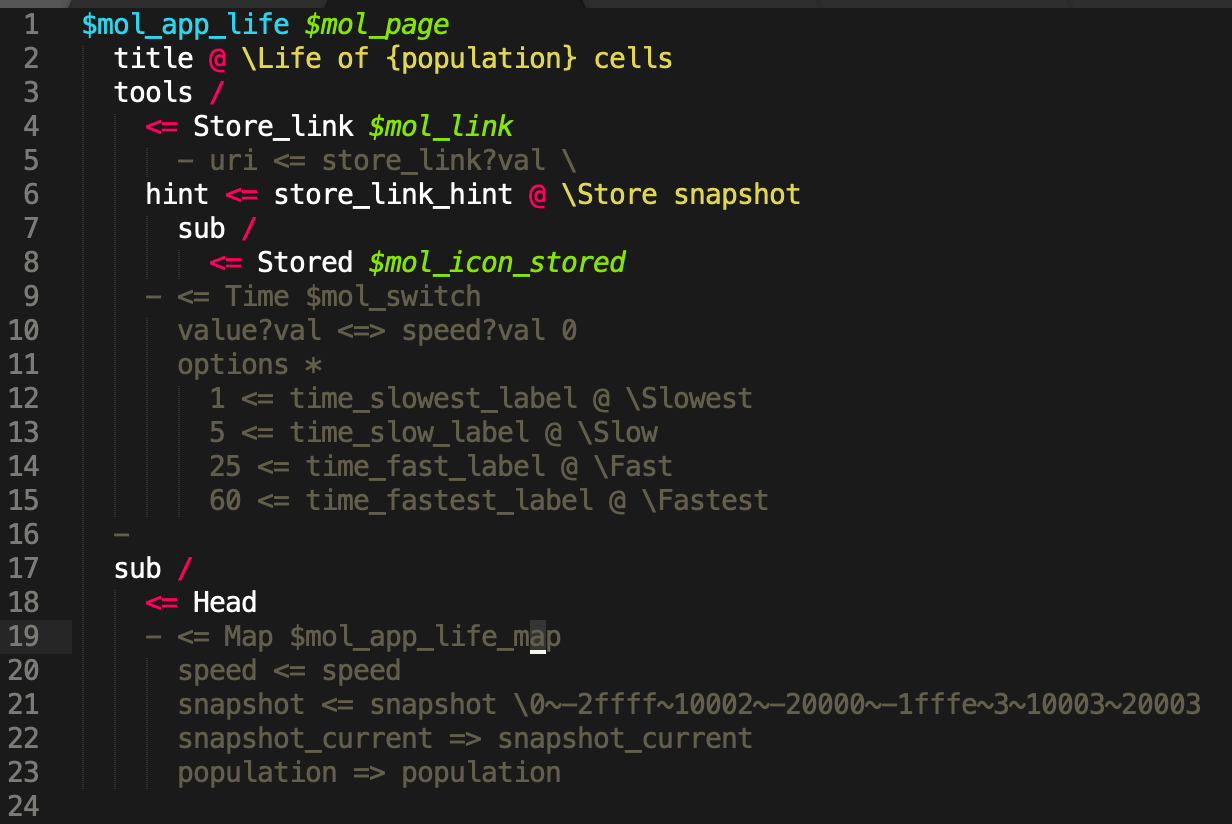 1 $mol_app_life $mol_page
2 title @ \Life of {population} cells
3 tools /
4 <= Store_link $mol_link
5 - uri <= store_link?val \
6 hint <= store_link_hint @ \Store snapshot
7 sub /
8 <= Stored $mol_icon_stored
9 - <= Time $mol_switch
10 value?val <=> speed?val 0
11 options *
12 1 <= time_slowest_label @ \Slowest
13 5 <= time_slow_label @ \Slow
14 25 <= time_fast_label @ \Fast
15 60 <= time_fastest_label @ \Fastest
16 -
17 sub /
18 <= Head
19 - <= Map $mol_app_life_map
20 speed <= speed
21 snapshot <= snapshot \0~-2ffff~10002~-20000~-1fffe~3~10003~20003
22 snapshot_current => snapshot_current
23 population => population
24